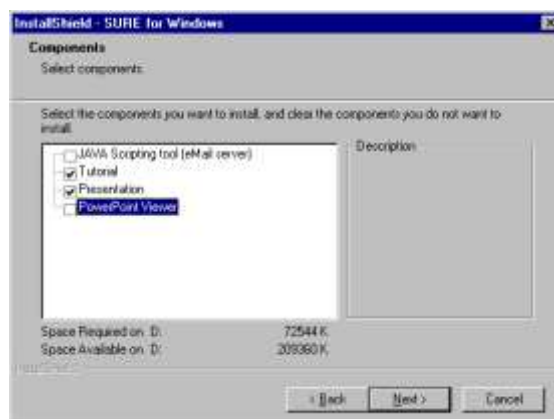 InstallShield - SURE for Windows
Components
Select components.
Select the components you want to install, and clear the components you do not want to
install.
JAVA Scripting tool (eMail server)
Tutorial
Presentation
PowerPoint Viewer
Description
Space Required on D: 72544 K
Space Available on D: 209360 K
InstallShield
< Back Next > Cancel